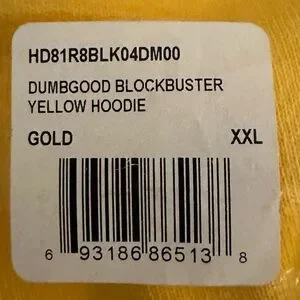 HD81R8BLK04DM00
DUMBGOOD BLOCKBUSTER
YELLOW HOODIE
GOLD XXL
6 93186 86513 8